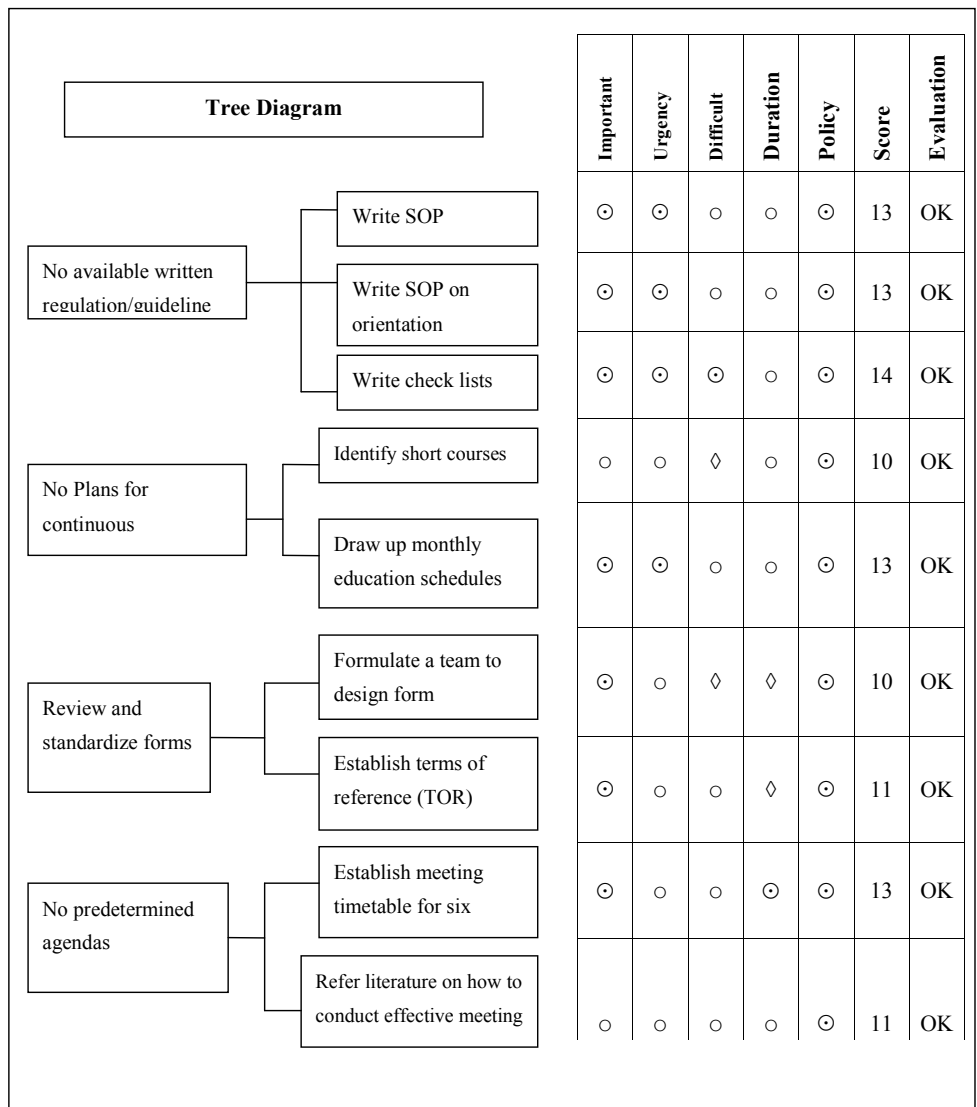 Tree Diagram
Important
Urgency
Difficult
Duration
Policy
Score
Evaluation
No available written
regulation/guideline
Write SOP
⊙ ⊙ ○ ○ ⊙ 13 OK
Write SOP on
orientation
⊙ ⊙ ○ ○ ⊙ 13 OK
Write check lists
⊙ ⊙ ⊙ ○ ⊙ 14 OK
No Plans for
continuous
Identify short courses
○ ○ ◊ ○ ⊙ 10 OK
Draw up monthly
education schedules
⊙ ⊙ ○ ○ ⊙ 13 OK
Review and
standardize forms
Formulate a team to
design form
⊙ ○ ◊ ◊ ⊙ 10 OK
Establish terms of
reference (TOR)
⊙ ○ ○ ◊ ⊙ 11 OK
No predetermined
agendas
Establish meeting
timetable for six
⊙ ○ ○ ⊙ ⊙ 13 OK
Refer literature on how to
conduct effective meeting
○ ○ ○ ○ ⊙ 11 OK